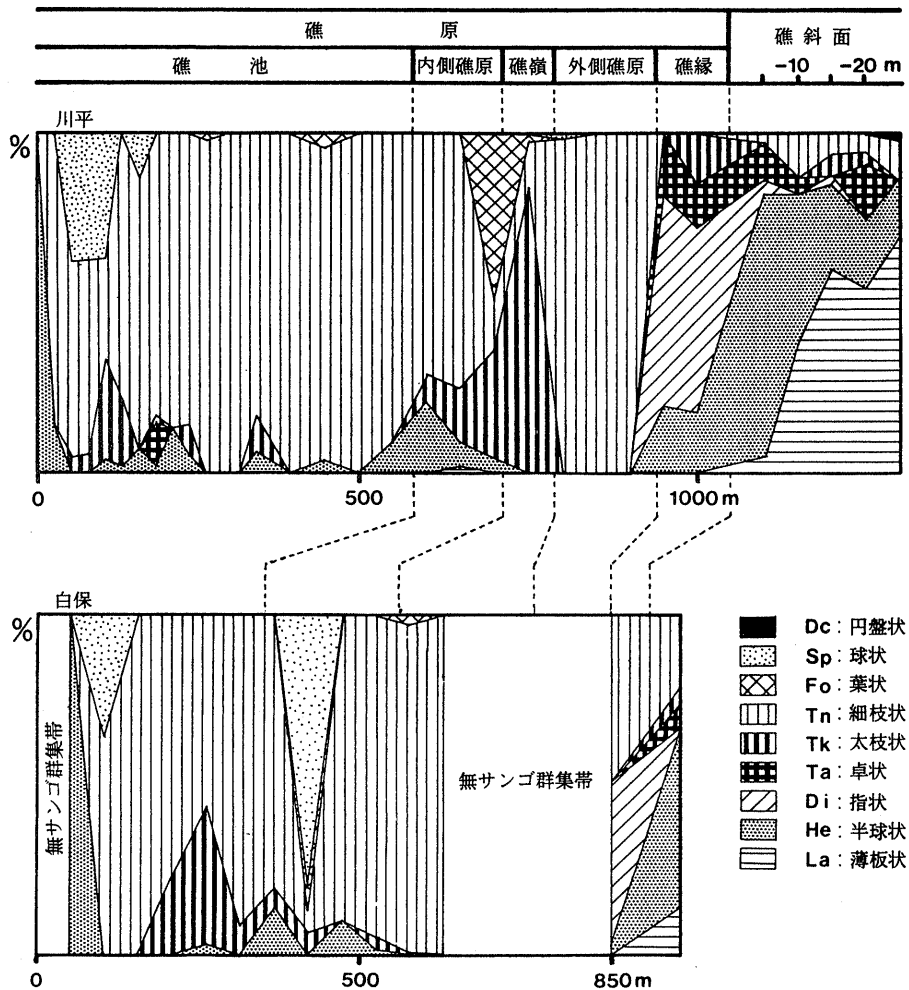 礁原
礁斜面
-10 -20 m
礁池 内側礁原 礁嶺 外側礁原 礁縁
川平
%
0 500 1000 m
白保
%
無サンゴ群集帯
無サンゴ群集帯
0 500 850 m
Dc : 円盤状
Sp : 球状
Fo : 葉状
Tn : 細枝状
Tk : 太枝状
Ta : 卓状
Di : 指状
He : 半球状
La : 薄板状